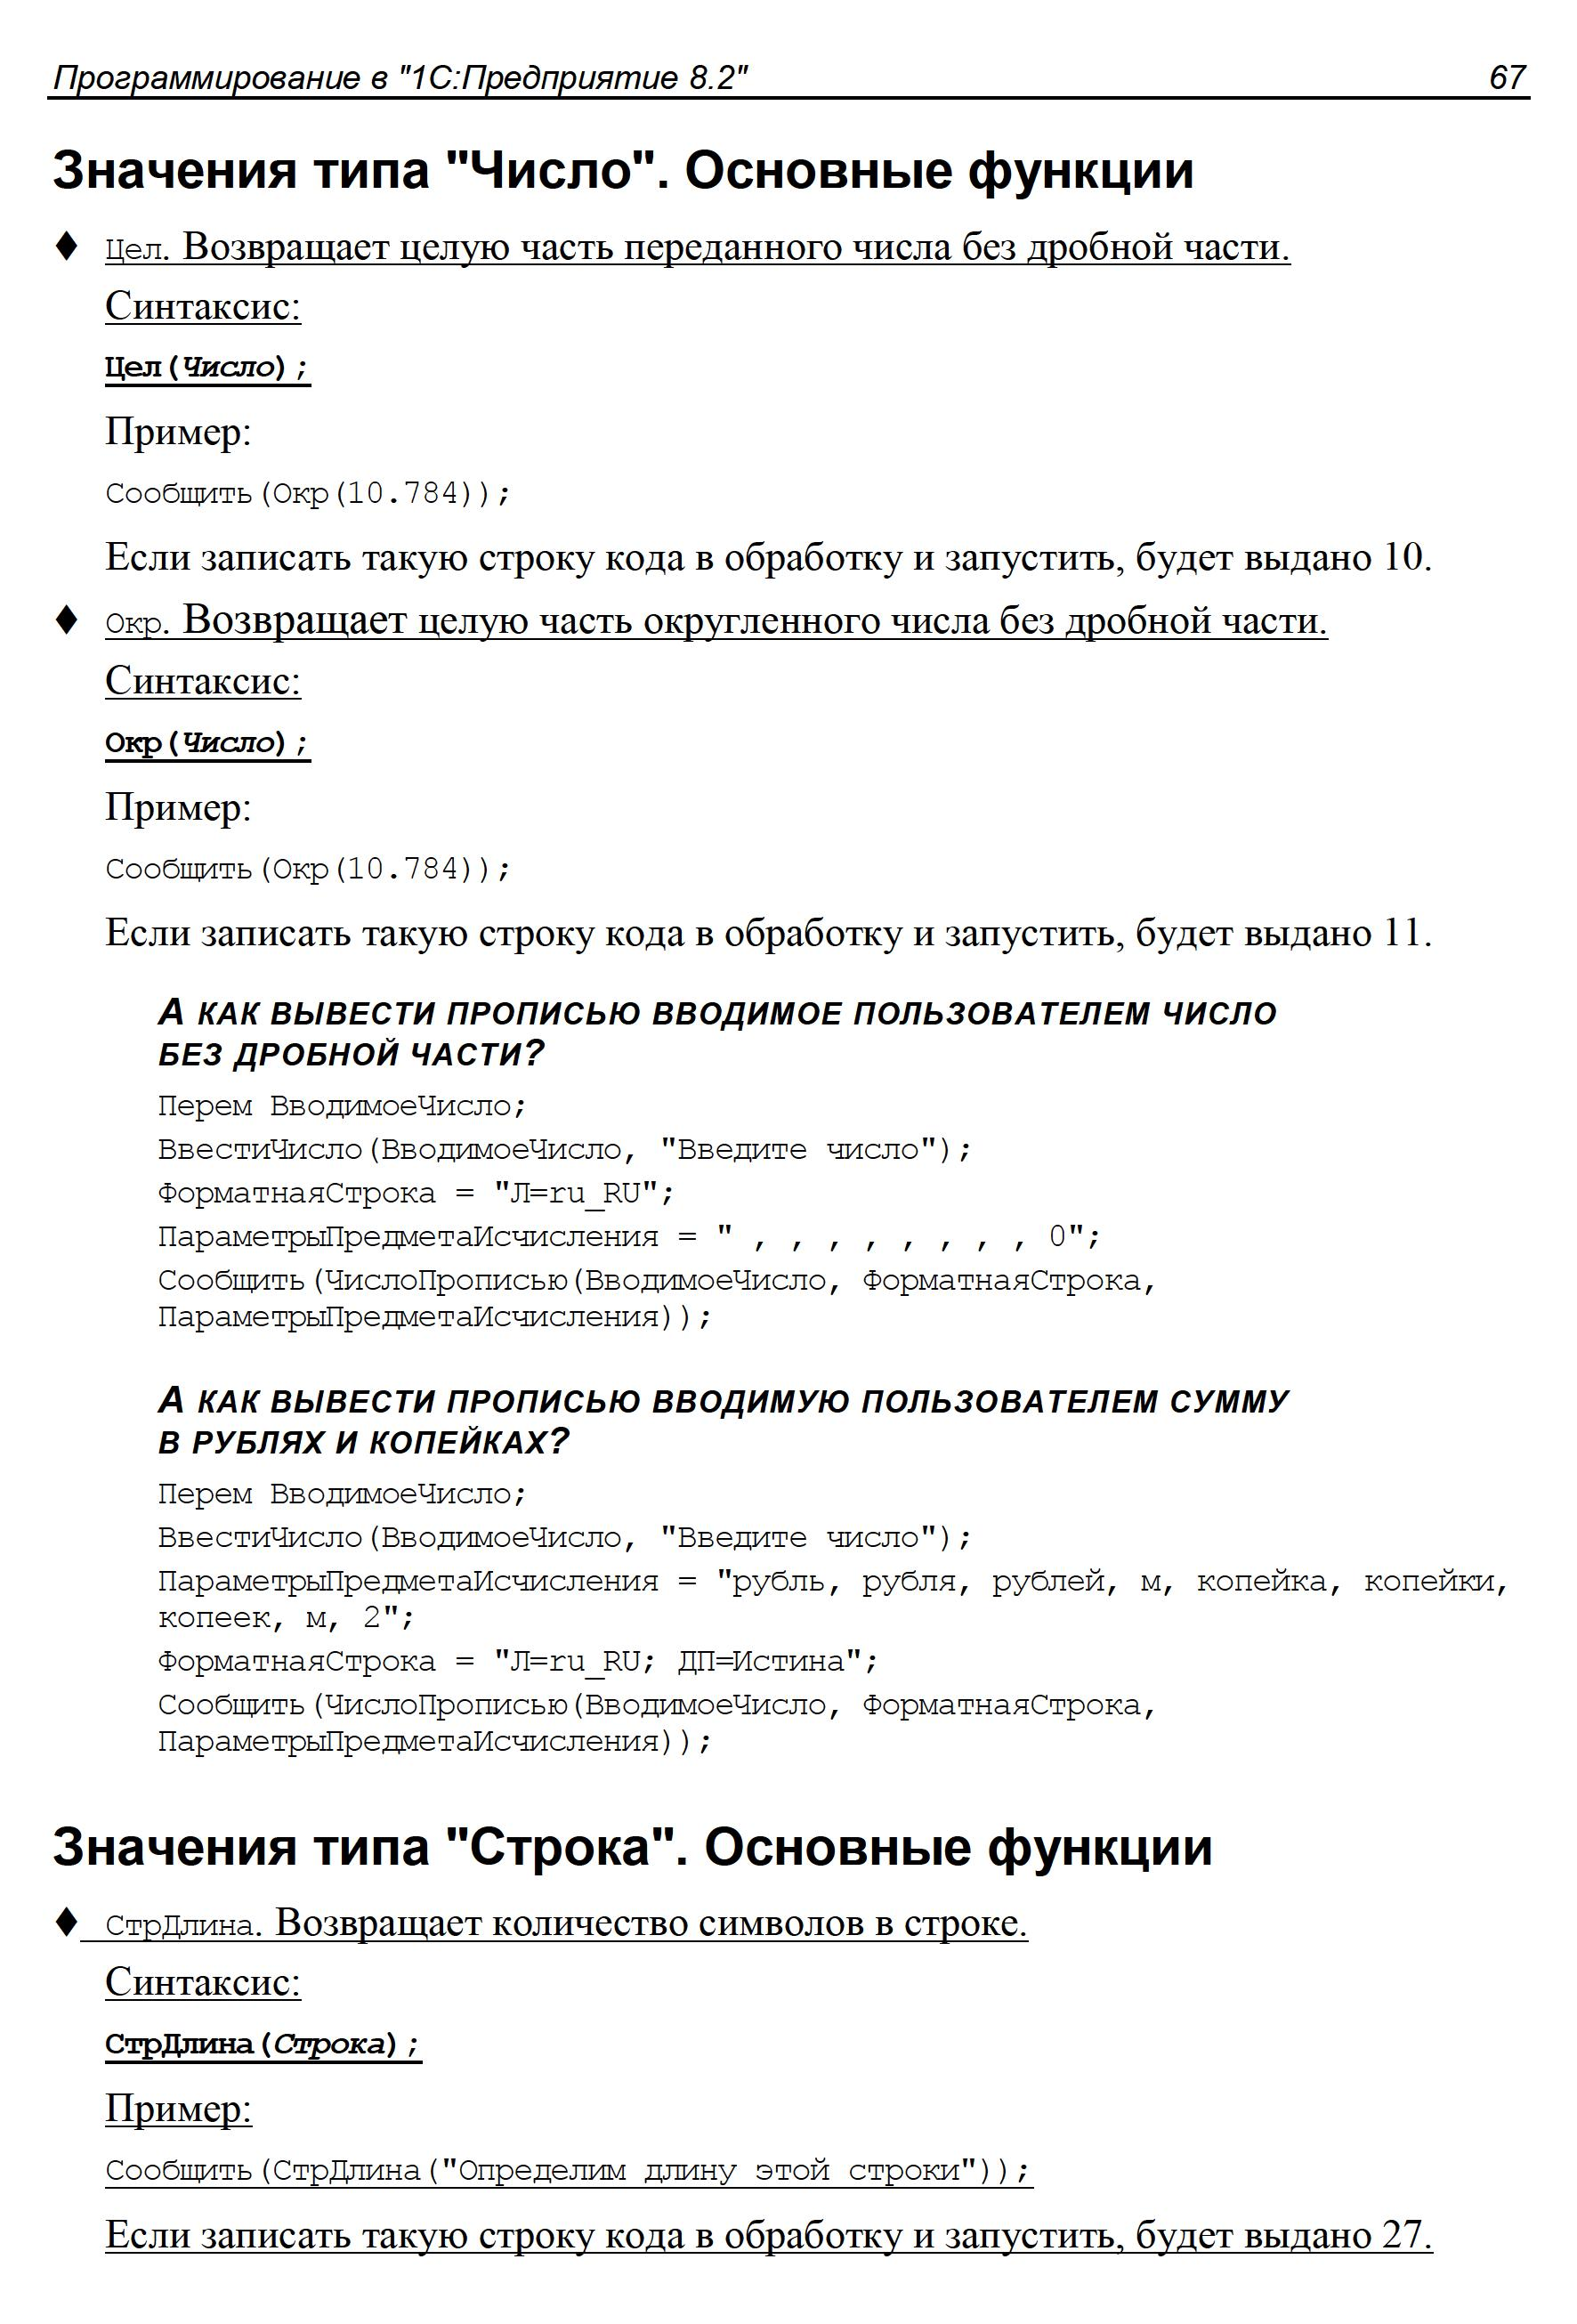 Программирование в "1С:Предприятие 8.2" 67
Значения типа "Число". Основные функции
♦ Цел. Возвращает целую часть переданного числа без дробной части.
Синтаксис:
Цел(Число);
Пример:
Сообщить(Окр(10.784));
Если записать такую строку кода в обработку и запустить, будет выдано 10.
♦ Окр. Возвращает целую часть округленного числа без дробной части.
Синтаксис:
Окр(Число);
Пример:
Сообщить(Окр(10.784));
Если записать такую строку кода в обработку и запустить, будет выдано 11.
А КАК ВЫВЕСТИ ПРОПИСЬЮ ВВОДИМОЕ ПОЛЬЗОВАТЕЛЕМ ЧИСЛО
БЕЗ ДРОБНОЙ ЧАСТИ?
Перем ВводимоеЧисло;
ВвестиЧисло(ВводимоеЧисло, "Введите число");
ФорматнаяСтрока = "Л=ru_RU";
ПараметрыПредметаИсчисления = " , , , , , , , , 0";
Сообщить(ЧислоПрописью(ВводимоеЧисло, ФорматнаяСтрока,
ПараметрыПредметаИсчисления));
А КАК ВЫВЕСТИ ПРОПИСЬЮ ВВОДИМУЮ ПОЛЬЗОВАТЕЛЕМ СУММУ
В РУБЛЯХ И КОПЕЙКАХ?
Перем ВводимоеЧисло;
ВвестиЧисло(ВводимоеЧисло, "Введите число");
ПараметрыПредметаИсчисления = "рубль, рубля, рублей, м, копейка, копейки,
копеек, м, 2";
ФорматнаяСтрока = "Л=ru_RU; ДП=Истина";
Сообщить(ЧислоПрописью(ВводимоеЧисло, ФорматнаяСтрока,
ПараметрыПредметаИсчисления));
Значения типа "Строка". Основные функции
♦ СтрДлина. Возвращает количество символов в строке.
Синтаксис:
СтрДлина(Строка);
Пример:
Сообщить(СтрДлина("Определим длину этой строки"));
Если записать такую строку кода в обработку и запустить, будет выдано 27.